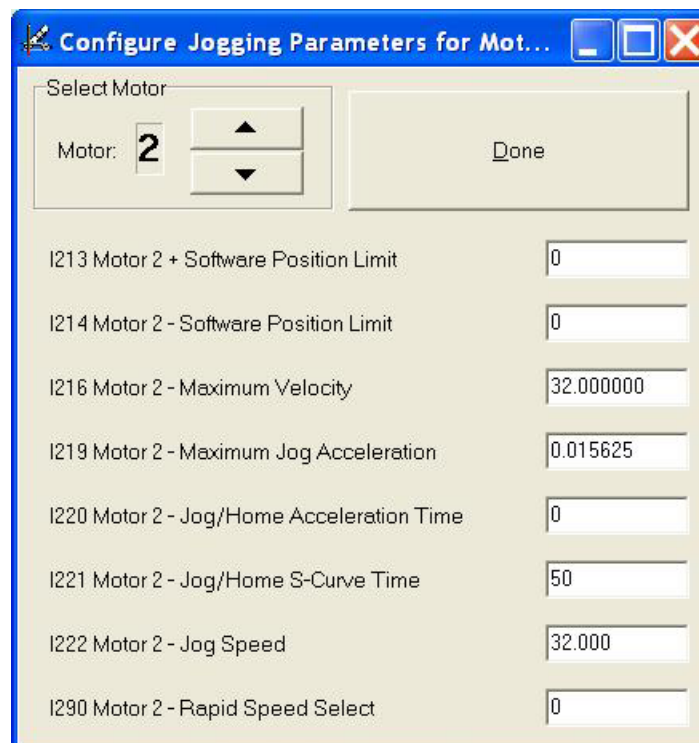 Configure Jogging Parameters for Mot...
Select Motor
Motor: 2
Done
I213 Motor 2 + Software Position Limit 0
I214 Motor 2 - Software Position Limit 0
I216 Motor 2 - Maximum Velocity 32.000000
I219 Motor 2 - Maximum Jog Acceleration 0.015625
I220 Motor 2 - Jog/Home Acceleration Time 0
I221 Motor 2 - Jog/Home S-Curve Time 50
I222 Motor 2 - Jog Speed 32.000
I290 Motor 2 - Rapid Speed Select 0